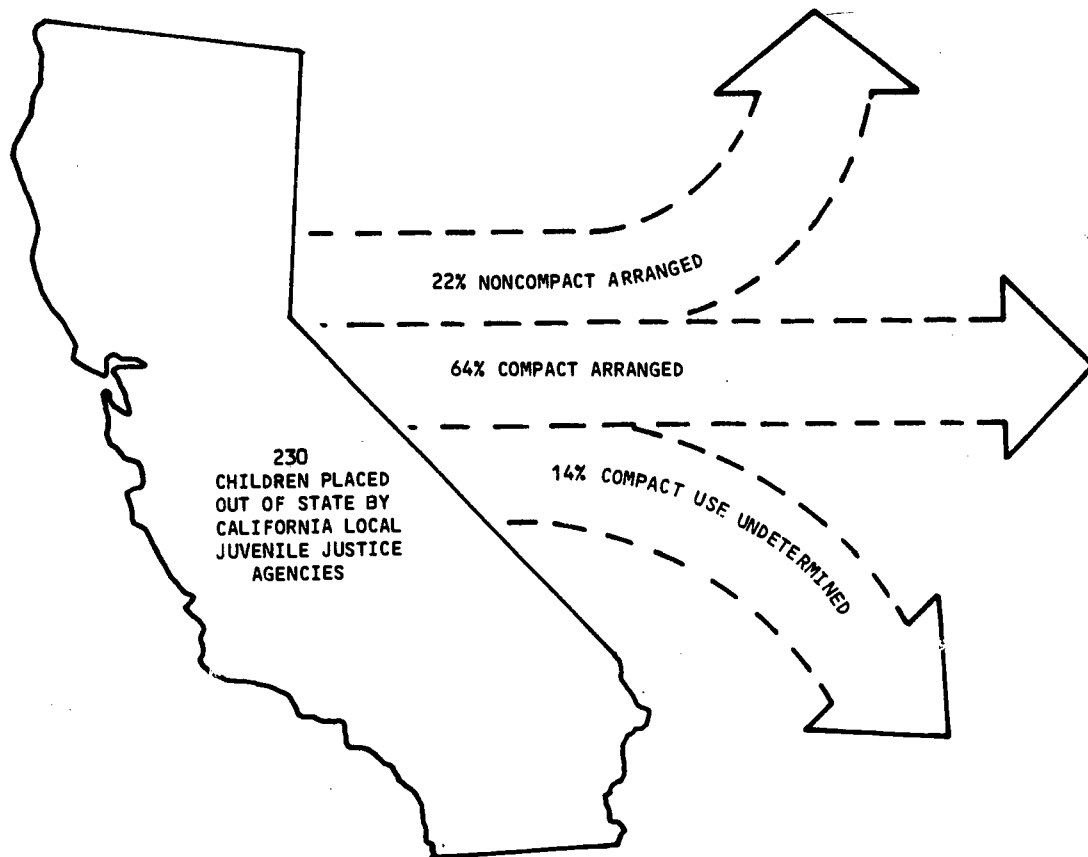 22% NONCOMPACT ARRANGED
64% COMPACT ARRANGED
14% COMPACT USE UNDETERMINED
230
CHILDREN PLACED
OUT OF STATE BY
CALIFORNIA LOCAL
JUVENILE JUSTICE
AGENCIES